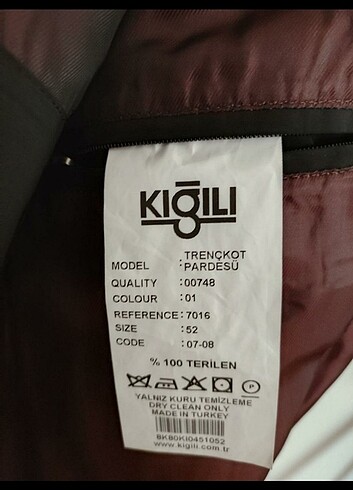 KIĞILI
MODEL : TRENÇKOT PARDESÜ
QUALITY : 00748
COLOUR : 01
REFERENCE : 7016
SIZE : 52
CODE : 07-08
% 100 TERİLEN
P
YALNIZ KURU TEMİZLEME
DRY CLEAN ONLY
MADE IN TURKEY
8K80KI0451052
www.kigili.com.tr